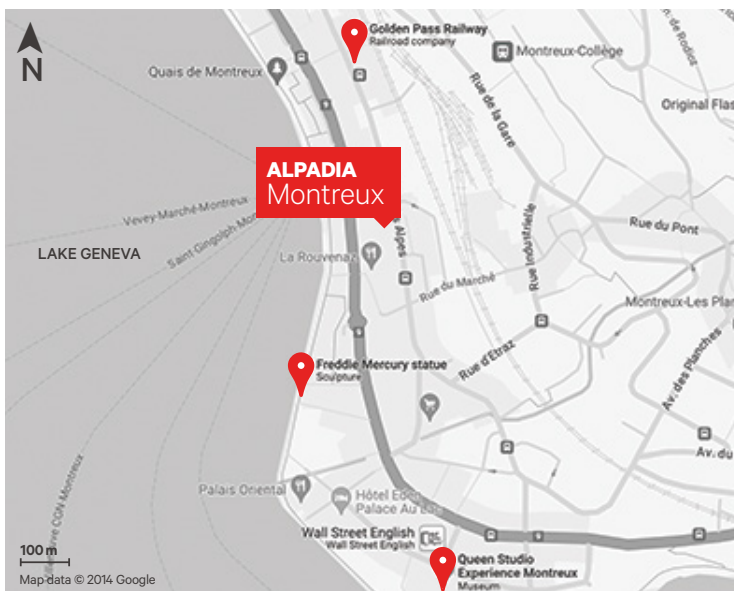 Golden Pass Railway
Railroad company
N
Montreux-Collège
Quais de Montreux
Rue de la Gare
Original Flas
ALPADIA
Montreux
Vevey-Marché-Montreux
Saint-Gingolph-Mon
LAKE GENEVA
Alpes
La Rouvenaz
Rue Industrielle
Rue du Pont
Rue du Marché
Montreux-Les Plan
Freddie Mercury statue
Sculpture
Rue d'Etraz
Av. des Planches
CGN-Montreux
Av. du
Palais Oriental
Hôtel Eden
Palace Au Lac
Wall Street English
Wall Street English
100 m
Map data © 2014 Google
Queen Studio
Experience Montreux
Museum